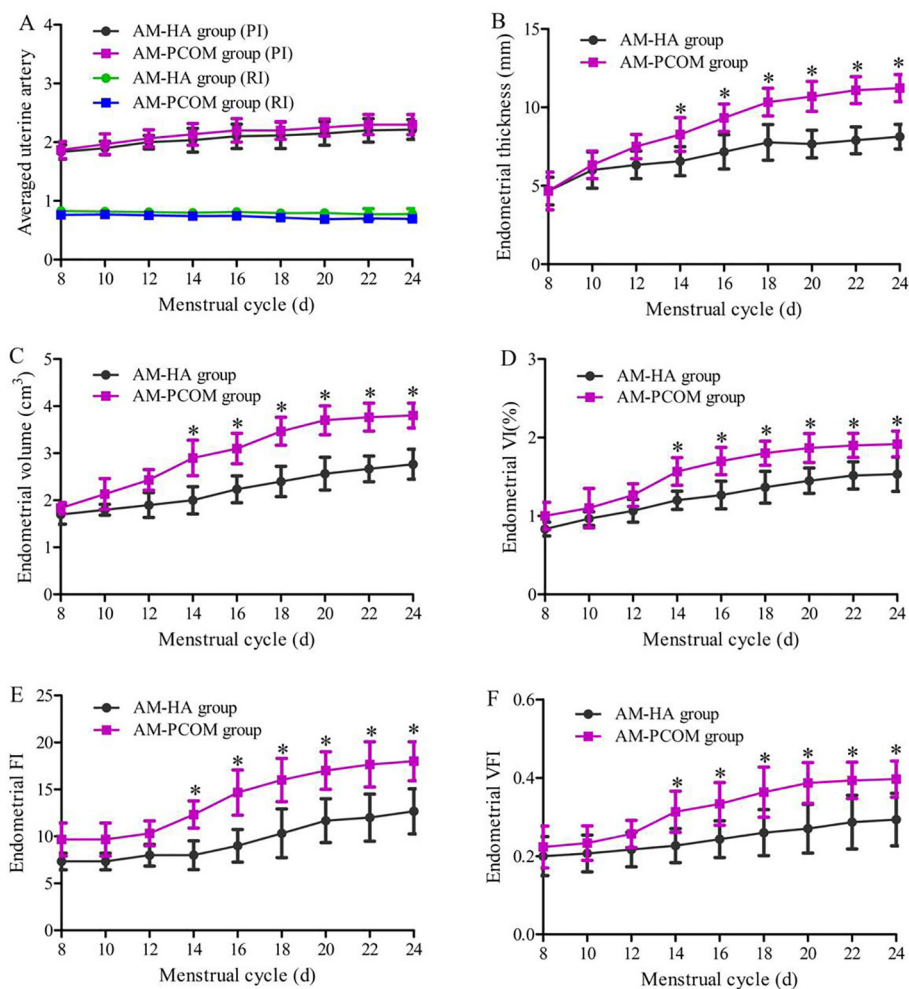 A
AM-HA group (PI)
AM-PCOM group (PI)
AM-HA group (RI)
AM-PCOM group (RI)
Averaged uterine artery
4
3
2
1
0
8 10 12 14 16 18 20 22 24
Menstrual cycle (d)
B
AM-HA group
AM-PCOM group
Endometrial thickness (mm)
15
10
5
0
* * * * * *
8 10 12 14 16 18 20 22 24
Menstrual cycle (d)
C
AM-HA group
AM-PCOM group
Endometrial volume (cm³)
5
4
3
2
1
0
* * * * * *
8 10 12 14 16 18 20 22 24
Menstrual cycle (d)
D
AM-HA group
AM-PCOM group
Endometrial VI(%)
3
2
1
0
* * * * * *
8 10 12 14 16 18 20 22 24
Menstrual cycle (d)
E
AM-HA group
AM-PCOM group
Endometrial FI
25
20
15
10
5
0
* * * * * *
8 10 12 14 16 18 20 22 24
Menstrual cycle (d)
F
AM-HA group
AM-PCOM group
Endometrial VFI
0.6
0.4
0.2
0.0
* * * * * *
8 10 12 14 16 18 20 22 24
Menstrual cycle (d)